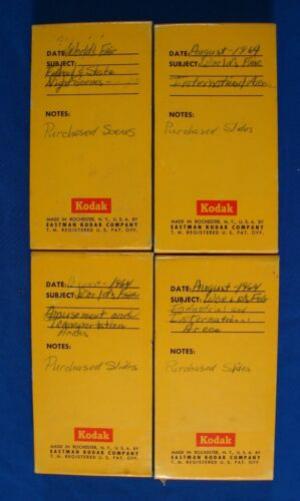 DATE: World's Fair
SUBJECT:
Federal & State
Night Scenes -
NOTES:
Purchased Scenes
Kodak
MADE IN ROCHESTER, N. Y., U. S. A. BY
EASTMAN KODAK COMPANY
T. M. REGISTERED U. S. PAT. OFF.
DATE: August - 1964
SUBJECT: World's Fair
International Area
NOTES:
Purchased Slides
Kodak
MADE IN ROCHESTER, N. Y., U. S. A. BY
EASTMAN KODAK COMPANY
T. M. REGISTERED U. S. PAT. OFF.
DATE: August - 1964
SUBJECT: World's Fair
Amusement and
Transportation
Areas
NOTES:
Purchased Slides
Kodak
MADE IN ROCHESTER, N. Y., U. S. A. BY
EASTMAN KODAK COMPANY
T. M. REGISTERED U. S. PAT. OFF.
DATE: August - 1964
SUBJECT: World's Fair
Industrial and
International
Areas
NOTES:
Purchased Slides
Kodak
MADE IN ROCHESTER, N. Y., U. S. A. BY
EASTMAN KODAK COMPANY
T. M. REGISTERED U. S. PAT. OFF.